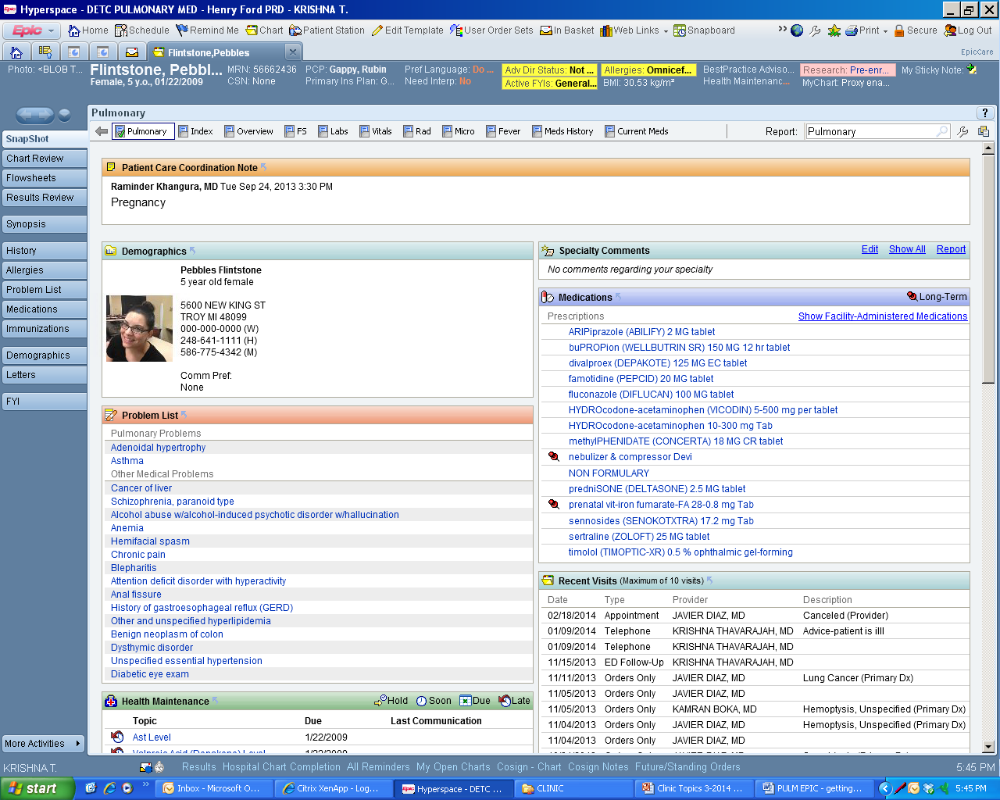 Hyperspace - DETC PULMONARY MED - Henry Ford PRD - KRISHNA T.
Epic Home Schedule Remind Me Chart Patient Station Edit Template User Order Sets In Basket Web Links Snapboard Print Secure Log Out
Flintstone,Pebbles EpicCare
Photo: <BLOB T... Flintstone, Pebbl... MRN: 56662436 PCP: Gappy, Rubin Pref Language: Do ... Adv Dir Status: Not ... Allergies: Omnicef... BestPractice Adviso... Research: Pre-enr... My Sticky Note:
Female, 5 y.o., 01/22/2009 CSN: None Primary Ins Plan: G... Need Interp: No Active FYIs: General... BMI: 30.53 kg/m² Health Maintenanc... MyChart: Proxy ena...
Pulmonary ?
Pulmonary Index Overview FS Labs Vitals Rad Micro Fever Meds History Current Meds Report: Pulmonary
SnapShot
Chart Review
Flowsheets
Results Review
Synopsis
History
Allergies
Problem List
Medications
Immunizations
Demographics
Letters
FYI
More Activities
Patient Care Coordination Note
Raminder Khangura, MD Tue Sep 24, 2013 3:30 PM
Pregnancy
Demographics
Pebbles Flintstone
5 year old female
5600 NEW KING ST
TROY MI 48099
000-000-0000 (W)
248-641-1111 (H)
586-775-4342 (M)
Comm Pref:
None
Problem List
Pulmonary Problems
Adenoidal hypertrophy
Asthma
Other Medical Problems
Cancer of liver
Schizophrenia, paranoid type
Alcohol abuse w/alcohol-induced psychotic disorder w/hallucination
Anemia
Hemifacial spasm
Chronic pain
Blepharitis
Attention deficit disorder with hyperactivity
Anal fissure
History of gastroesophageal reflux (GERD)
Other and unspecified hyperlipidemia
Benign neoplasm of colon
Dysthymic disorder
Unspecified essential hypertension
Diabetic eye exam
Health Maintenance Hold Soon Due Late
Topic Due Last Communication
Ast Level 1/22/2009
Valproic Acid (Depakene) Level 1/22/2009
Specialty Comments Edit Show All Report
No comments regarding your specialty
Medications Long-Term
Prescriptions Show Facility-Administered Medications
ARIPiprazole (ABILIFY) 2 MG tablet
buPROPion (WELLBUTRIN SR) 150 MG 12 hr tablet
divalproex (DEPAKOTE) 125 MG EC tablet
famotidine (PEPCID) 20 MG tablet
fluconazole (DIFLUCAN) 100 MG tablet
HYDROcodone-acetaminophen (VICODIN) 5-500 mg per tablet
HYDROcodone-acetaminophen 10-300 mg Tab
methylPHENIDATE (CONCERTA) 18 MG CR tablet
nebulizer & compressor Devi
NON FORMULARY
predniSONE (DELTASONE) 2.5 MG tablet
prenatal vit-iron fumarate-FA 28-0.8 mg Tab
sennosides (SENOKOTXTRA) 17.2 mg Tab
sertraline (ZOLOFT) 25 MG tablet
timolol (TIMOPTIC-XR) 0.5 % ophthalmic gel-forming
Recent Visits (Maximum of 10 visits)
Date Type Provider Description
02/18/2014 Appointment JAVIER DIAZ, MD Canceled (Provider)
01/09/2014 Telephone KRISHNA THAVARAJAH, MD Advice-patient is illl
01/09/2014 Telephone KRISHNA THAVARAJAH, MD
11/15/2013 ED Follow-Up KRISHNA THAVARAJAH, MD
11/11/2013 Orders Only JAVIER DIAZ, MD Lung Cancer (Primary Dx)
11/05/2013 Orders Only JAVIER DIAZ, MD
11/05/2013 Orders Only KAMRAN BOKA, MD Hemoptysis, Unspecified (Primary Dx)
11/04/2013 Orders Only JAVIER DIAZ, MD Hemoptysis, Unspecified (Primary Dx)
11/04/2013 Orders Only JAVIER DIAZ, MD
KRISHNA T. Results Hospital Chart Completion All Reminders My Open Charts Cosign - Chart Cosign Notes Future/Standing Orders 5:45 PM
start Inbox - Microsoft O... Citrix XenApp - Log... Hyperspace - DETC ... CLINIC Clinic Topics 3-2014 ... PULM EPIC - getting... 5:45 PM